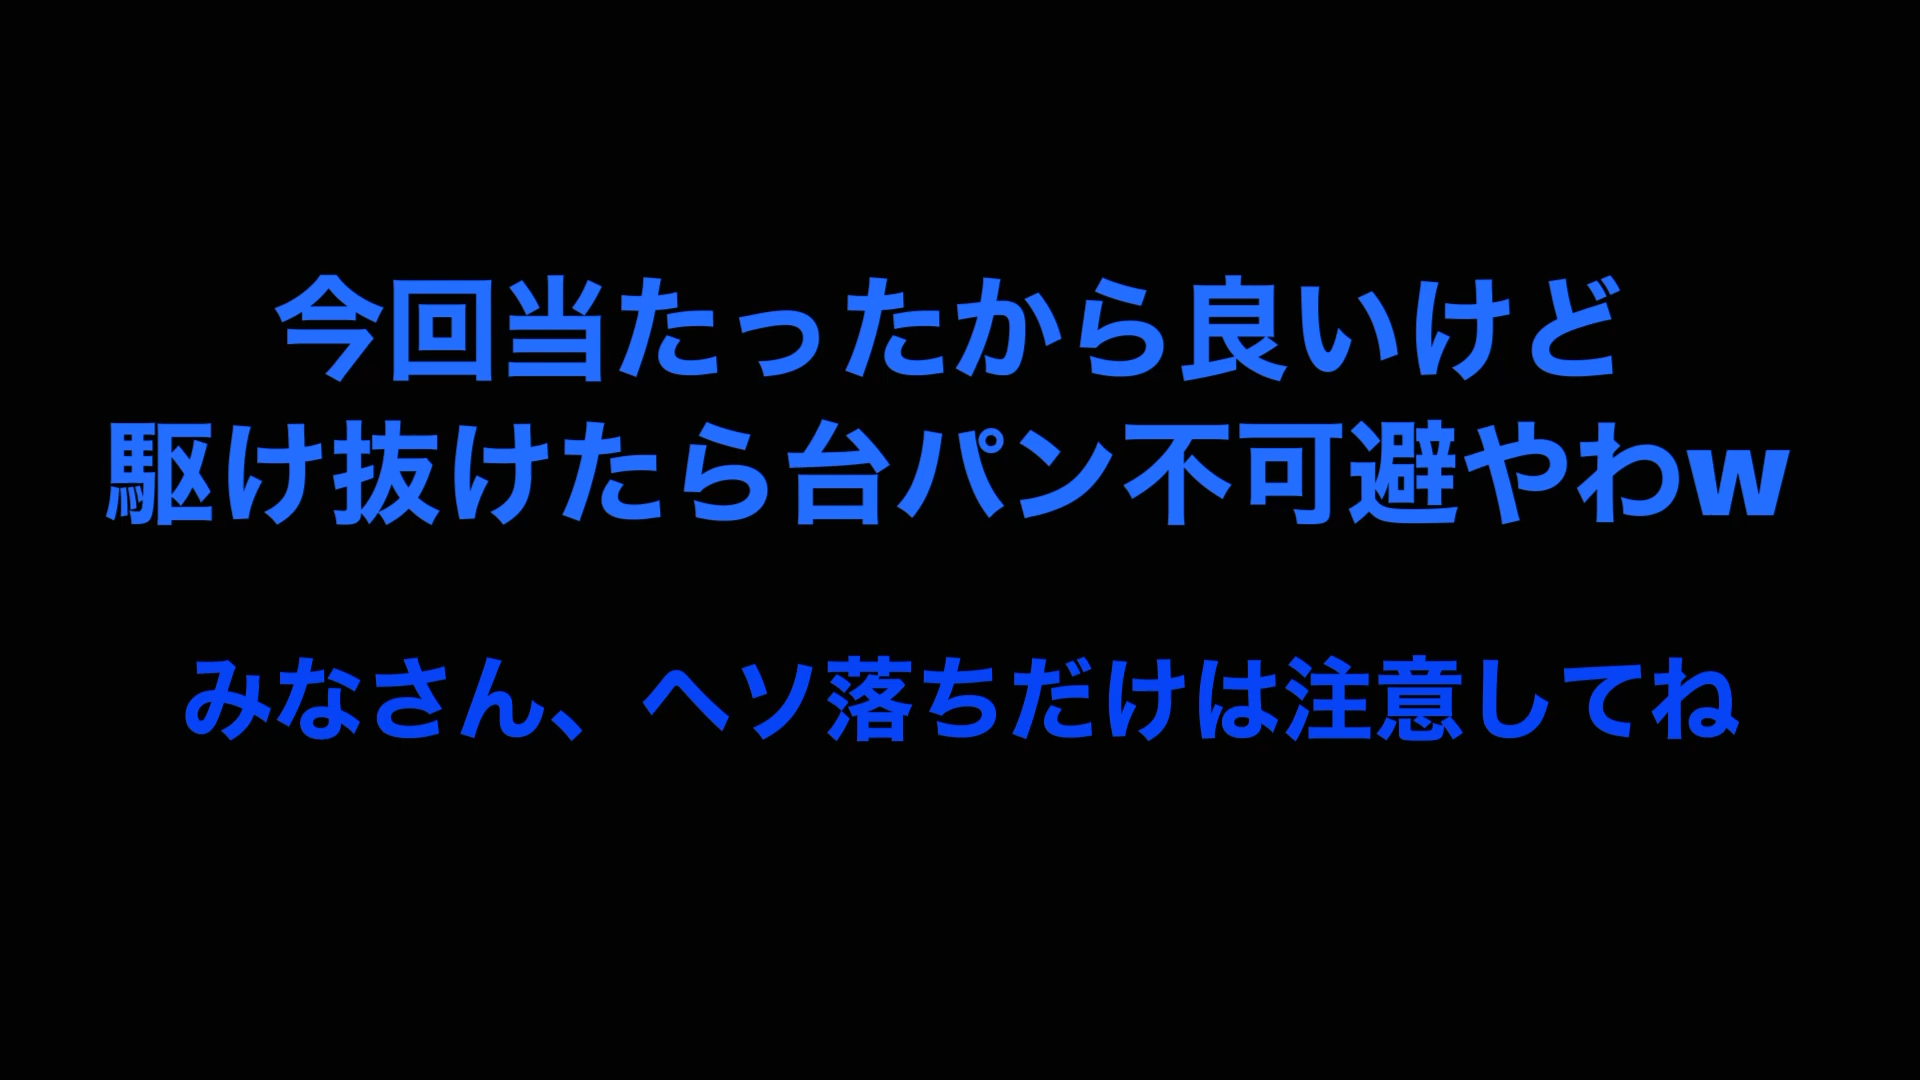 今回当たったから良いけど
駆け抜けたら台パン不可避やわw
みなさん、ヘソ落ちだけは注意してね